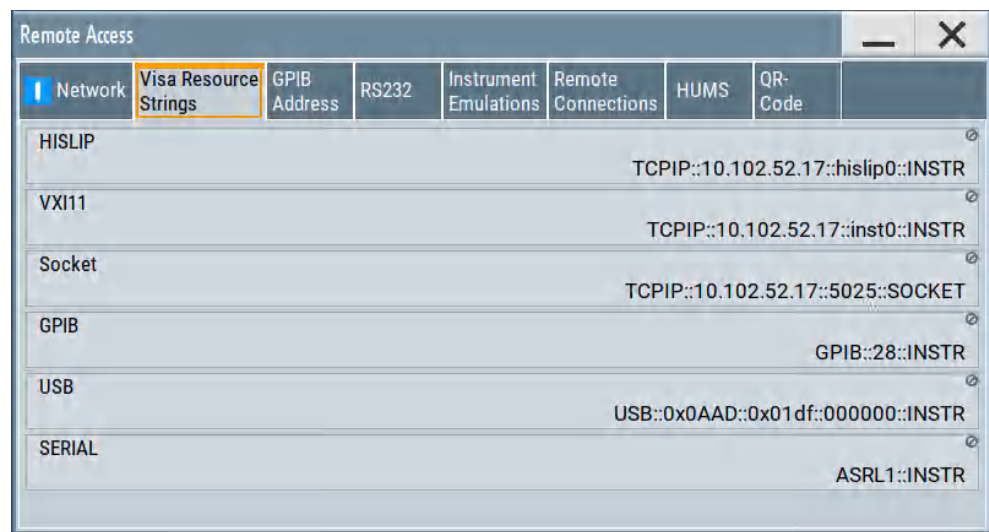 Remote Access
Network
Visa Resource
Strings
GPIB
Address
RS232
Instrument
Emulations
Remote
Connections
HUMS
QR-
Code
HISLIP
TCPIP::10.102.52.17::hislip0::INSTR
VXI11
TCPIP::10.102.52.17::inst0::INSTR
Socket
TCPIP::10.102.52.17::5025::SOCKET
GPIB
GPIB::28::INSTR
USB
USB::0x0AAD::0x01df::000000::INSTR
SERIAL
ASRL1::INSTR